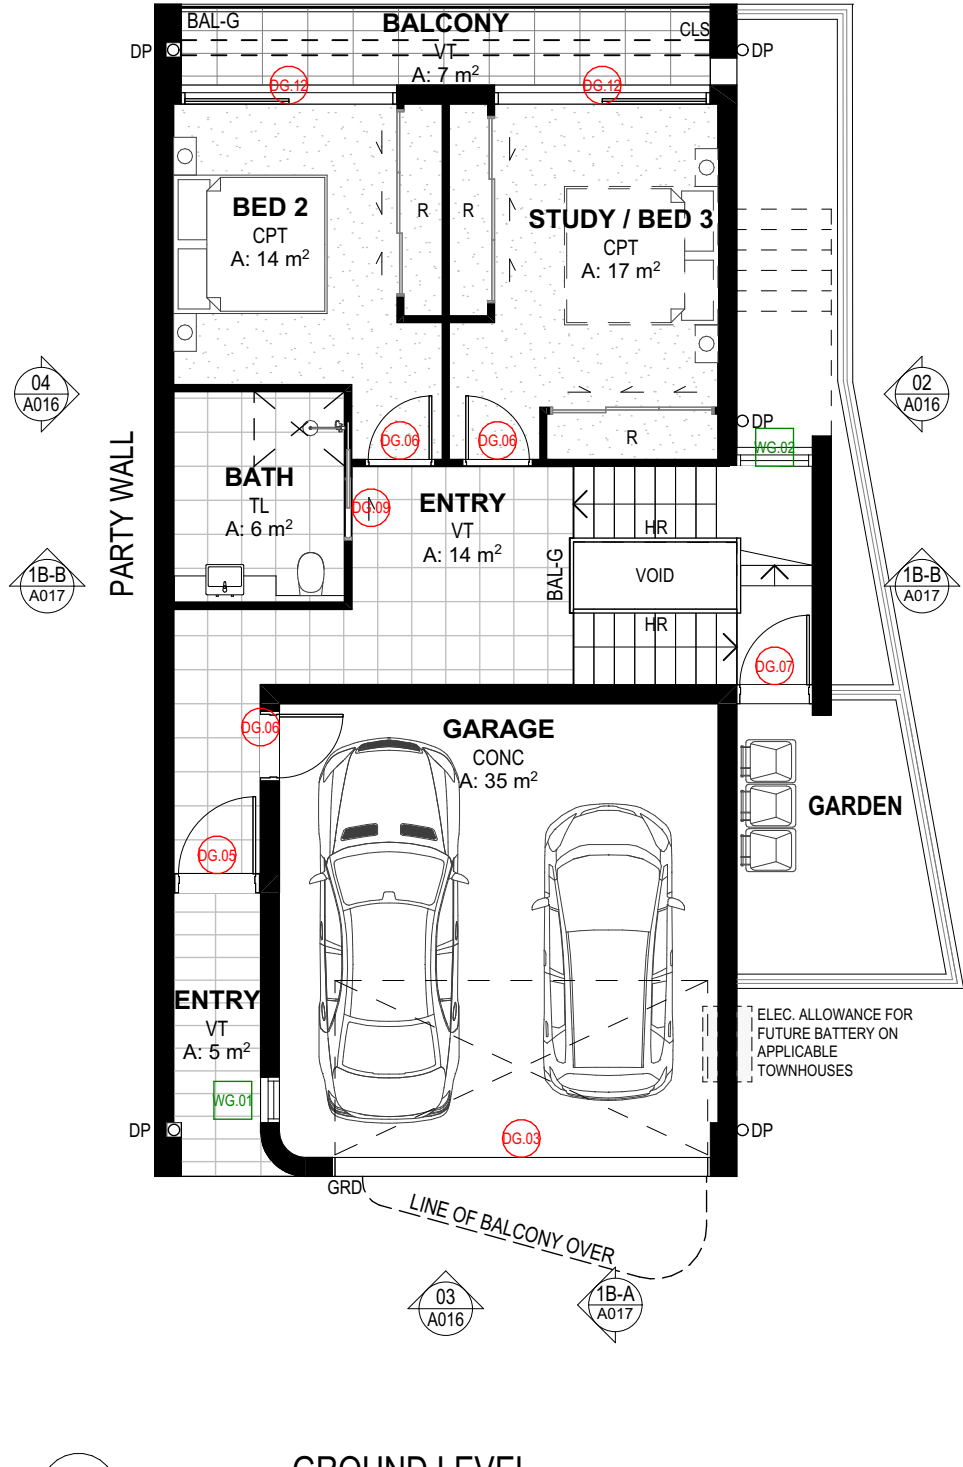 BAL-G
BALCONY
CLS
DP
VT
DP
A: 7 m²
DG.12
DG.12
BED 2
CPT
A: 14 m²
R
R
STUDY / BED 3
CPT
A: 17 m²
04
A016
02
A016
PARTY WALL
DP
WG.02
DG.06
DG.06
R
BATH
TL
A: 6 m²
DG.09
ENTRY
VT
A: 14 m²
HR
BAL-G
VOID
HR
1B-B
A017
1B-B
A017
DG.07
DG.06
GARAGE
CONC
A: 35 m²
GARDEN
DG.05
ENTRY
VT
A: 5 m²
ELEC. ALLOWANCE FOR
FUTURE BATTERY ON
APPLICABLE
TOWNHOUSES
WG.01
DP
DG.03
DP
GRD
LINE OF BALCONY OVER
03
A016
1B-A
A017
GROUND LEVEL